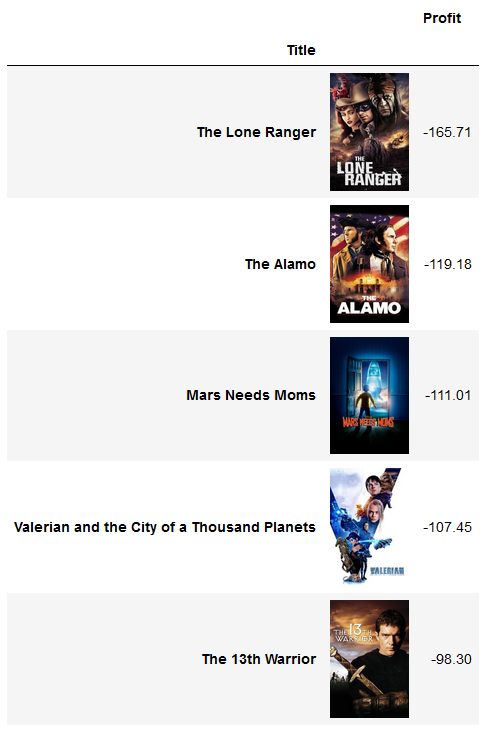 Profit
Title
The Lone Ranger
THE
LONE
RANGER
-165.71
The Alamo
THE
ALAMO
-119.18
Mars Needs Moms
MARS NEEDS MOMS
-111.01
Valerian and the City of a Thousand Planets
VALERIAN
-107.45
The 13th Warrior
THE 13TH
WARRIOR
-98.30